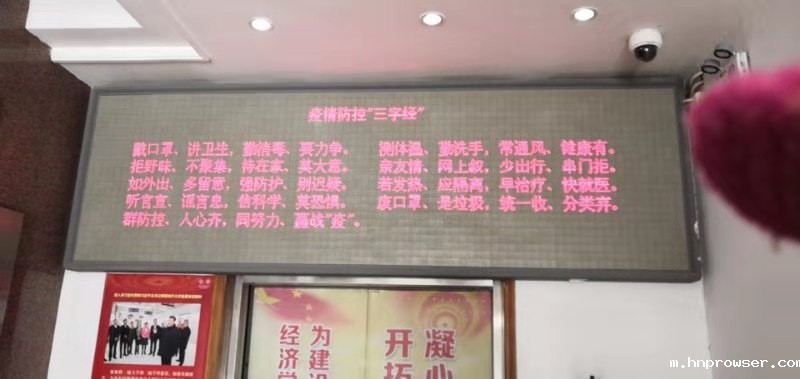 疫情防控"三字经"
戴口罩、讲卫生，勤消毒、要力争。 测体温、勤洗手，常通风、健康有。
拒野味、不聚集，待在家、莫大意。 亲友情、网上叙，少出行、串门拒。
如外出、多留意，强防护、别迟疑。 若发热、应隔离，早治疗、快就医。
听官宣、谣言息，信科学、莫恐惧。 废口罩、是垃圾，统一收、分类弃。
群防控、人心齐，同努力、赢战"疫"。
为建设
经济学
凝心
开拓
m.hnprowser.com